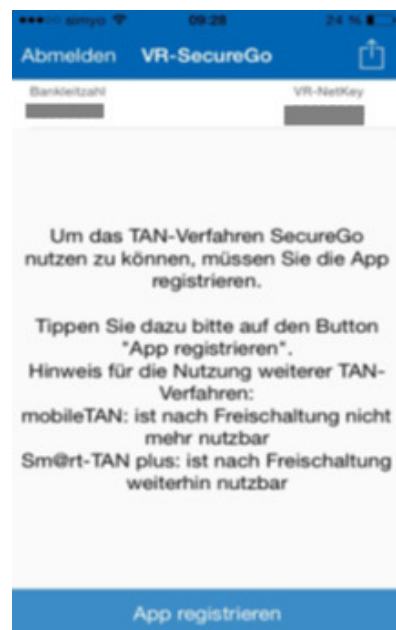 simyo 09:28 24 %
Abmelden VR-SecureGo
Bankleitzahl VR-NetKey
Um das TAN-Verfahren SecureGo
nutzen zu können, müssen Sie die App
registrieren.
Tippen Sie dazu bitte auf den Button
"App registrieren".
Hinweis für die Nutzung weiterer TAN-
Verfahren:
mobileTAN: ist nach Freischaltung nicht
mehr nutzbar
Sm@rt-TAN plus: ist nach Freischaltung
weiterhin nutzbar
App registrieren